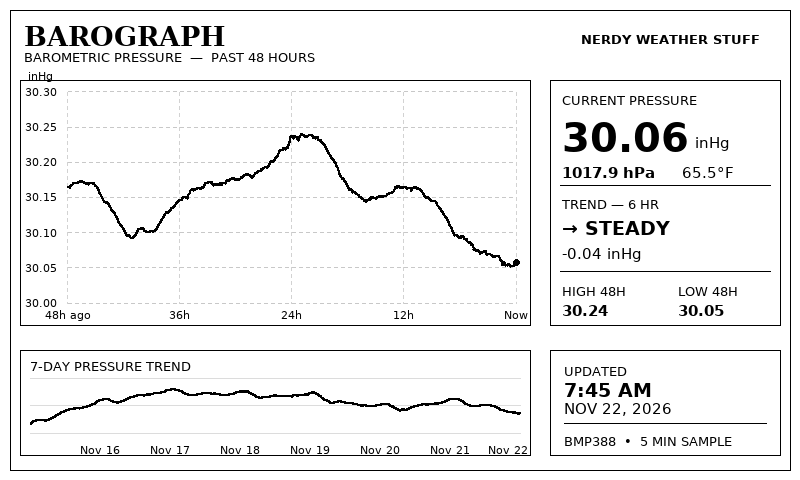 BAROGRAPH
BAROMETRIC PRESSURE — PAST 48 HOURS
NERDY WEATHER STUFF
inHg
30.30
30.25
30.20
30.15
30.10
30.05
30.00
48h ago 36h 24h 12h Now
CURRENT PRESSURE
30.06 inHg
1017.9 hPa 65.5°F
TREND — 6 HR
→ STEADY
-0.04 inHg
HIGH 48H LOW 48H
30.24 30.05
7-DAY PRESSURE TREND
Nov 16 Nov 17 Nov 18 Nov 19 Nov 20 Nov 21 Nov 22
UPDATED
7:45 AM
NOV 22, 2026
BMP388 • 5 MIN SAMPLE